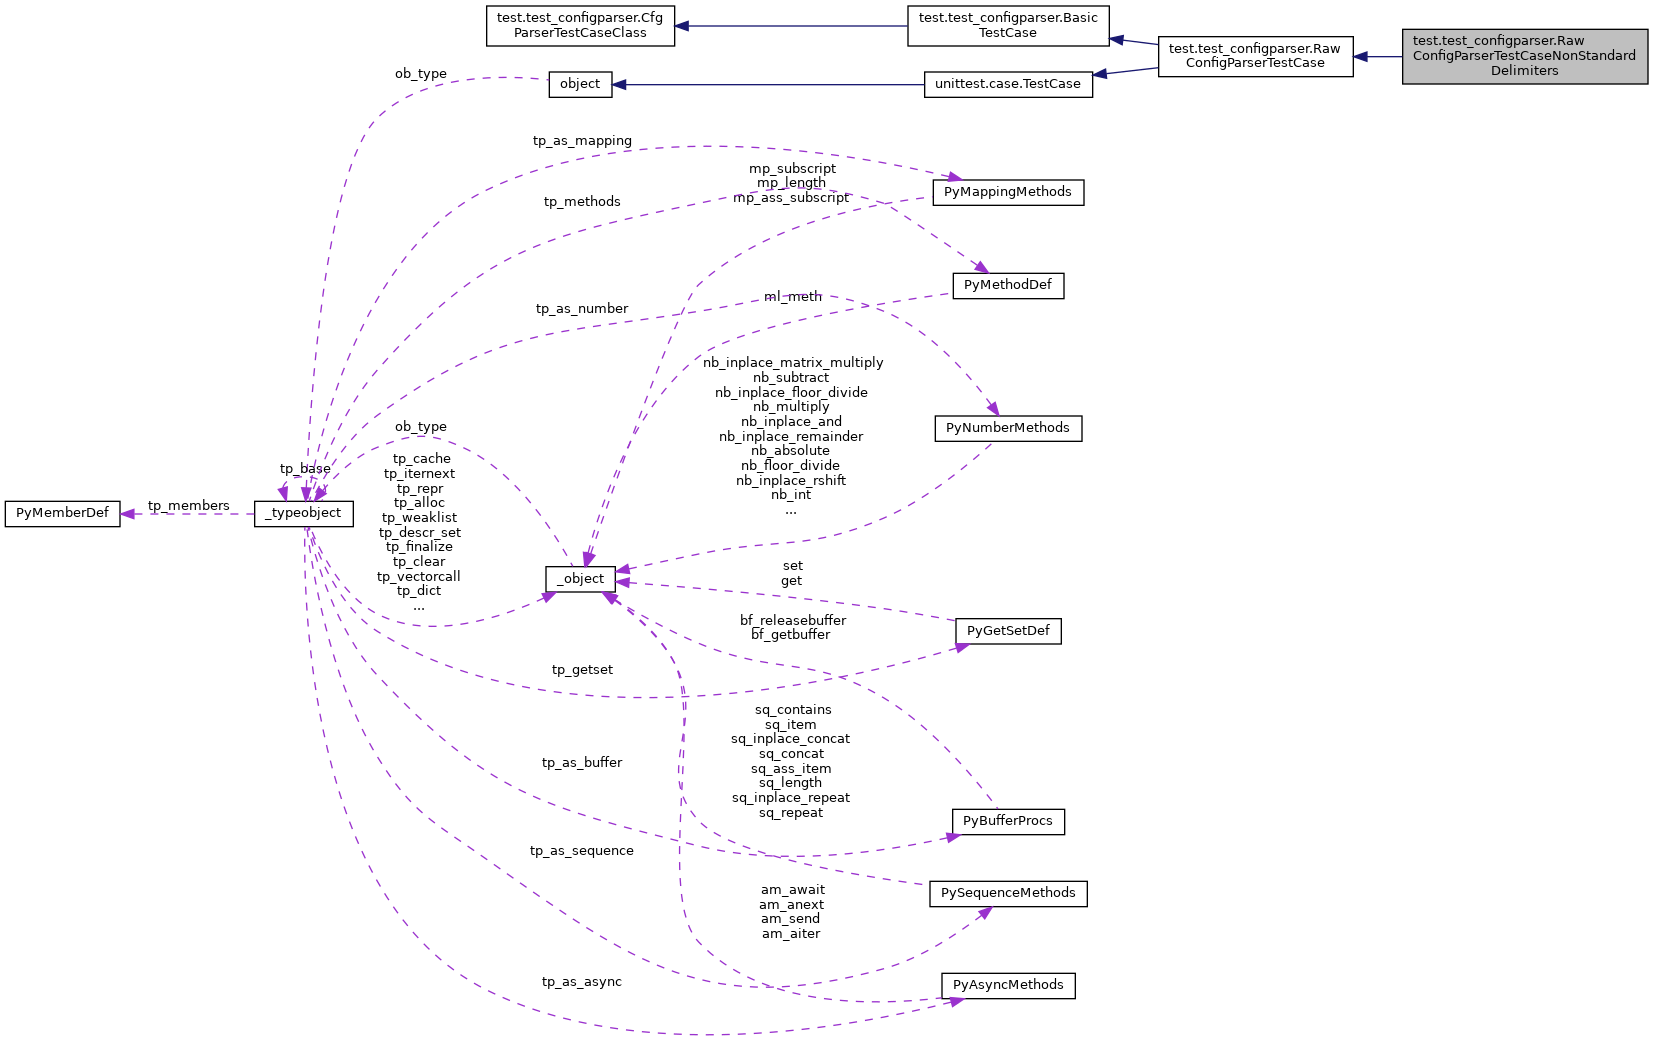 test.test_configparser.Cfg
ParserTestCaseClass
test.test_configparser.Basic
TestCase
test.test_configparser.Raw
ConfigParserTestCase
test.test_configparser.Raw
ConfigParserTestCaseNonStandard
Delimiters
ob_type
object
unittest.case.TestCase
tp_as_mapping
mp_subscript
mp_length
mp_ass_subscript
PyMappingMethods
tp_methods
PyMethodDef
ml_meth
tp_as_number
nb_inplace_matrix_multiply
nb_subtract
nb_inplace_floor_divide
nb_multiply
nb_inplace_and
nb_inplace_remainder
nb_absolute
nb_floor_divide
nb_inplace_rshift
nb_int
...
PyNumberMethods
ob_type
tp_base
tp_cache
tp_iternext
tp_repr
tp_alloc
tp_weaklist
tp_descr_set
tp_finalize
tp_clear
tp_vectorcall
tp_dict
...
PyMemberDef
tp_members
_typeobject
_object
set
get
PyGetSetDef
bf_releasebuffer
bf_getbuffer
tp_getset
sq_contains
sq_item
sq_inplace_concat
sq_concat
sq_ass_item
sq_length
sq_inplace_repeat
sq_repeat
tp_as_buffer
PyBufferProcs
tp_as_sequence
PySequenceMethods
am_await
am_anext
am_send
am_aiter
tp_as_async
PyAsyncMethods